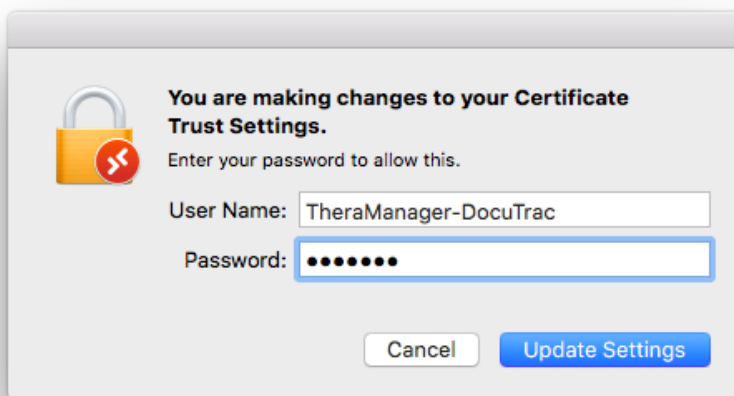 You are making changes to your Certificate
Trust Settings.
Enter your password to allow this.
User Name: TheraManager-DocuTrac
Password: •••••••
Cancel Update Settings